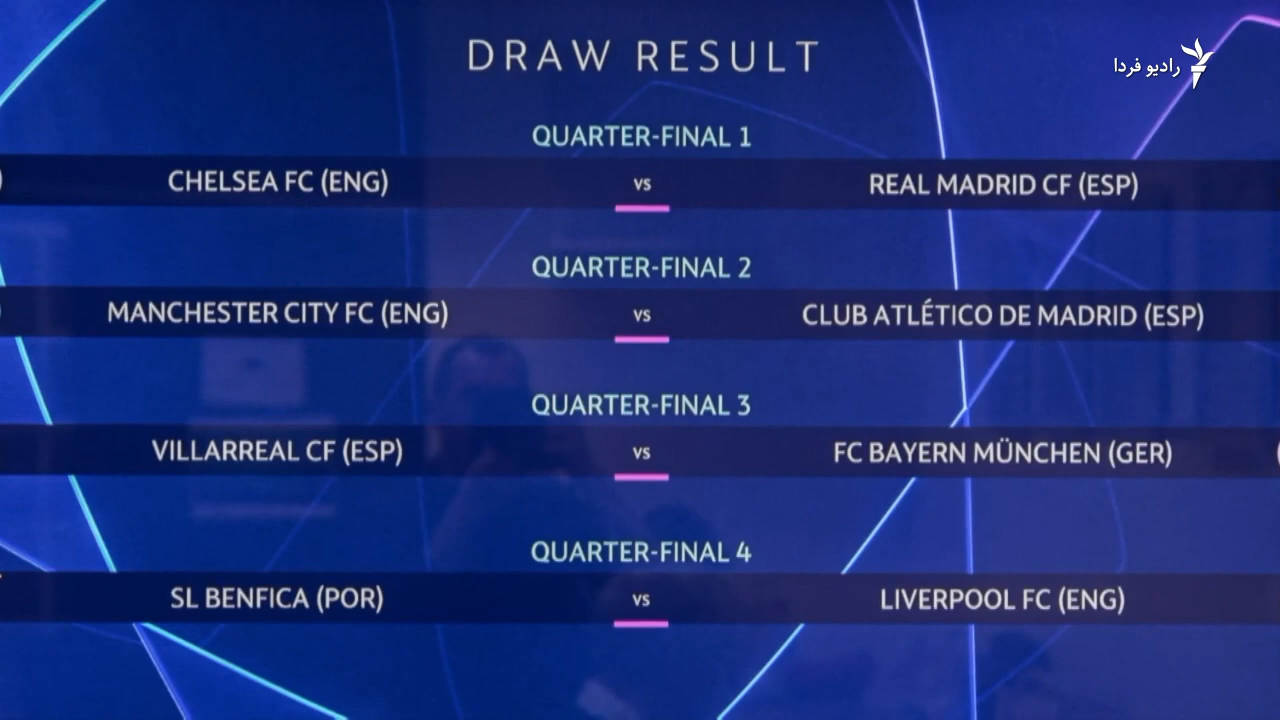 DRAW RESULT
رادیو فردا
QUARTER-FINAL 1
CHELSEA FC (ENG) vs REAL MADRID CF (ESP)
QUARTER-FINAL 2
MANCHESTER CITY FC (ENG) vs CLUB ATLÉTICO DE MADRID (ESP)
QUARTER-FINAL 3
VILLARREAL CF (ESP) vs FC BAYERN MÜNCHEN (GER)
QUARTER-FINAL 4
SL BENFICA (POR) vs LIVERPOOL FC (ENG)